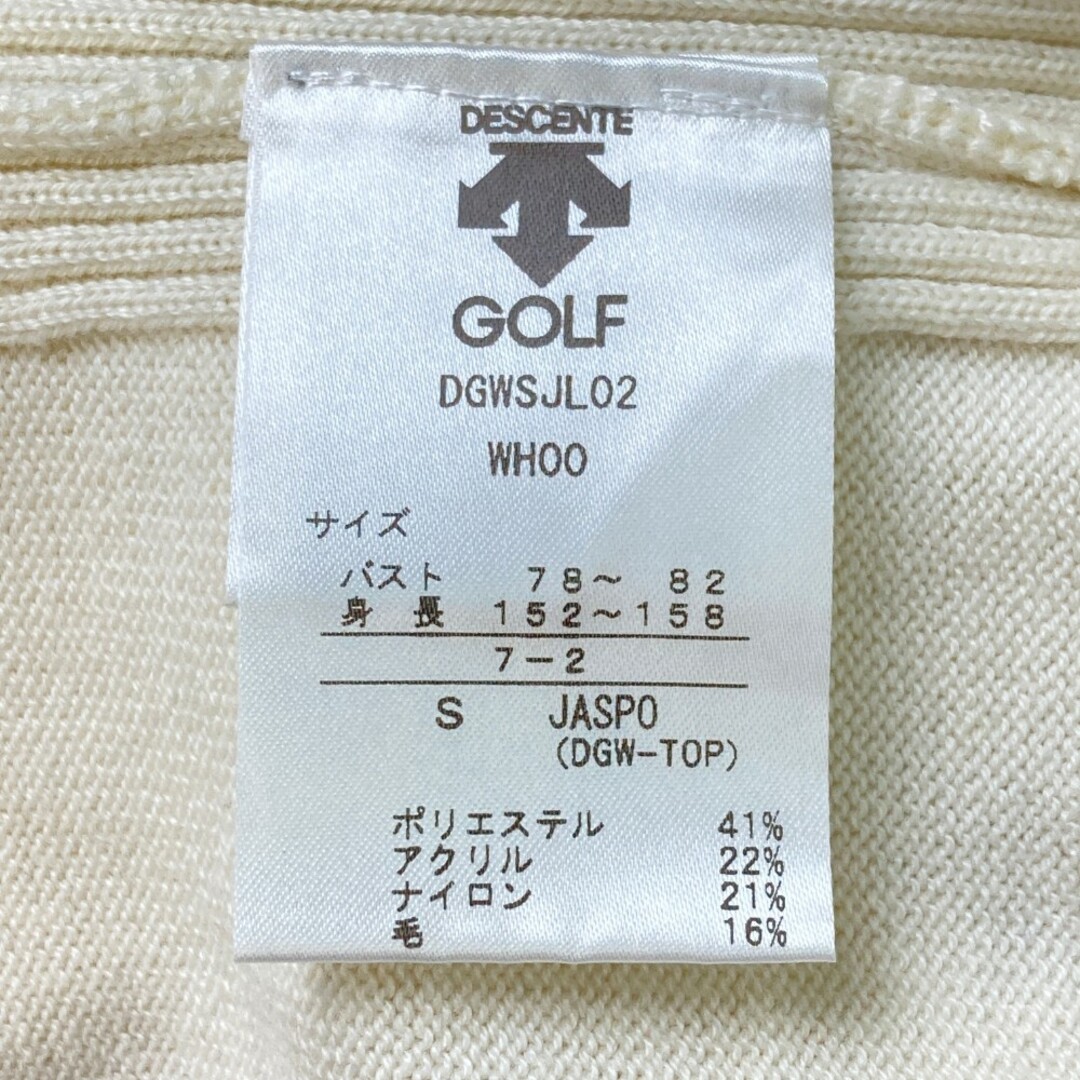 DESCENTE
GOLF
DGWSJL02
WH00
サイズ
バスト 78～ 82
身長 152～158
7－2
S JASPO
(DGW-TOP)
ポリエステル 41%
アクリル 22%
ナイロン 21%
毛 16%